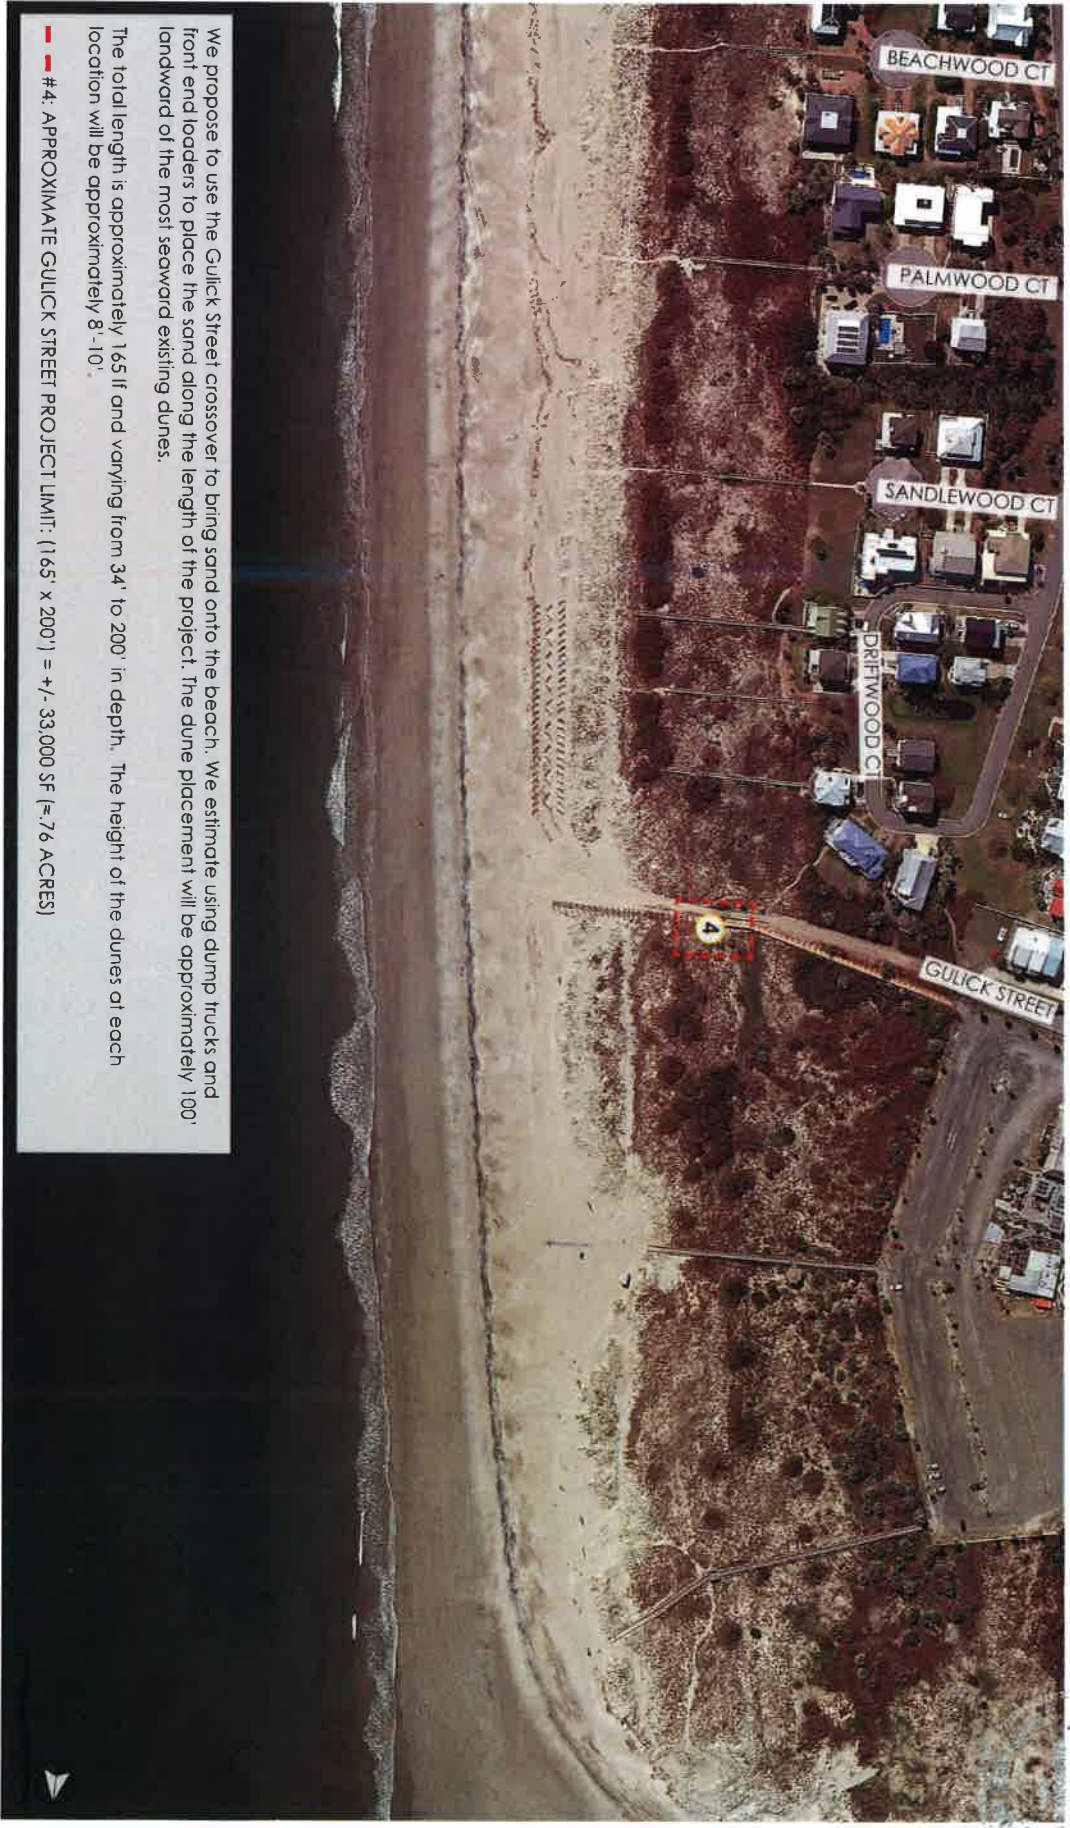 BEACHWOOD CT
PALMWOOD CT
SANDLEWOOD CT
DRIFTWOOD CT
GULICK STREET
4
We propose to use the Gulick Street crossover to bring sand onto the beach. We estimate using dump trucks and
front end loaders to place the sand along the length of the project. The dune placement will be approximately 100'
landward of the most seaward existing dunes.
The total length is approximately 165 lf and varying from 34' to 200' in depth. The height of the dunes at each
location will be approximately 8'-10'.
#4: APPROXIMATE GULICK STREET PROJECT LIMIT: (165' x 200') = +/- 33,000 SF (≈.76 ACRES)